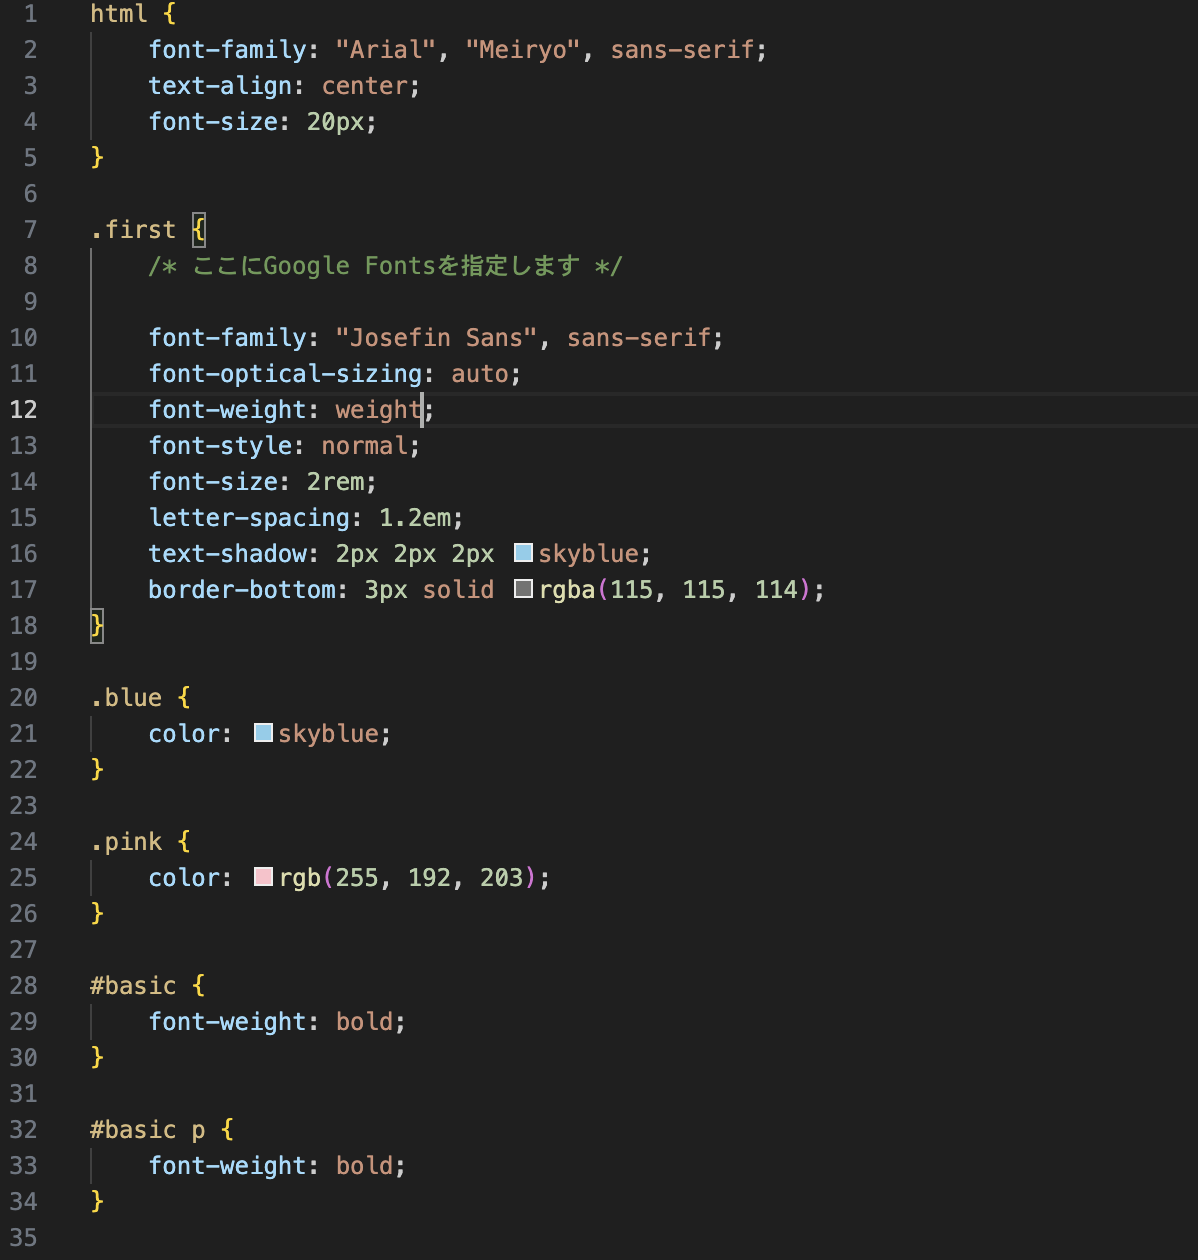 1 html {
2 font-family: "Arial", "Meiryo", sans-serif;
3 text-align: center;
4 font-size: 20px;
5 }
6
7 .first {
8 /* ここにGoogle Fontsを指定します */
9
10 font-family: "Josefin Sans", sans-serif;
11 font-optical-sizing: auto;
12 font-weight: weight;
13 font-style: normal;
14 font-size: 2rem;
15 letter-spacing: 1.2em;
16 text-shadow: 2px 2px 2px skyblue;
17 border-bottom: 3px solid rgba(115, 115, 114);
18 }
19
20 .blue {
21 color: skyblue;
22 }
23
24 .pink {
25 color: rgb(255, 192, 203);
26 }
27
28 #basic {
29 font-weight: bold;
30 }
31
32 #basic p {
33 font-weight: bold;
34 }
35